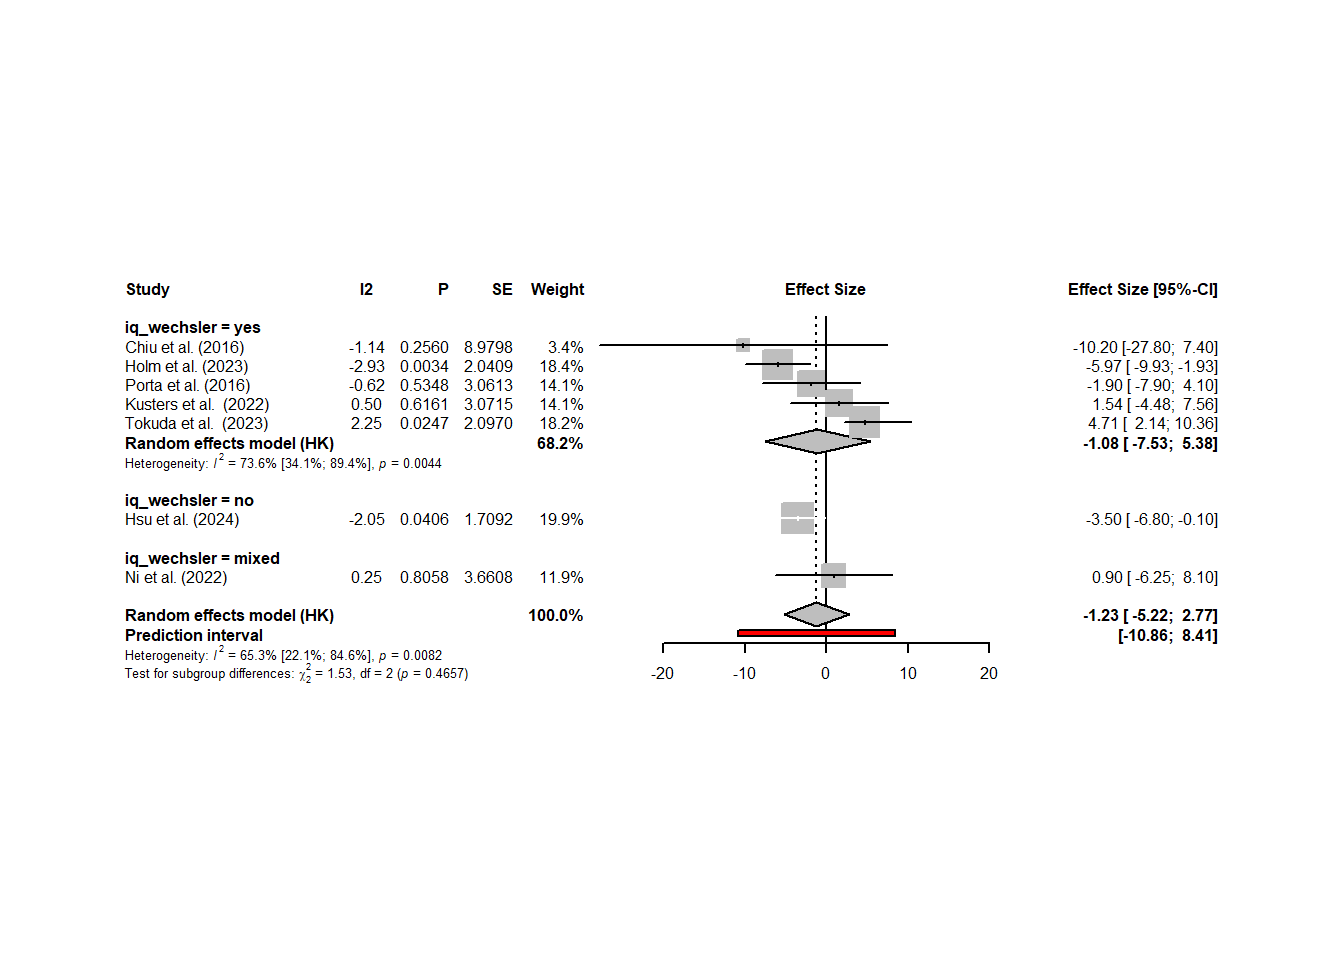 Study I2 P SE Weight Effect Size Effect Size [95%-CI]
iq_wechsler = yes
Chiu et al. (2016) -1.14 0.2560 8.9798 3.4% -10.20 [-27.80; 7.40]
Holm et al. (2023) -2.93 0.0034 2.0409 18.4% -5.97 [ -9.93; -1.93]
Porta et al. (2016) -0.62 0.5348 3.0613 14.1% -1.90 [ -7.90; 4.10]
Kusters et al. (2022) 0.50 0.6161 3.0715 14.1% 1.54 [ -4.48; 7.56]
Tokuda et al. (2023) 2.25 0.0247 2.0970 18.2% 4.71 [ 2.14; 10.36]
Random effects model (HK) 68.2% -1.08 [ -7.53; 5.38]
Heterogeneity: I² = 73.6% [34.1%; 89.4%], p = 0.0044
iq_wechsler = no
Hsu et al. (2024) -2.05 0.0406 1.7092 19.9% -3.50 [ -6.80; -0.10]
iq_wechsler = mixed
Ni et al. (2022) 0.25 0.8058 3.6608 11.9% 0.90 [ -6.25; 8.10]
Random effects model (HK) 100.0% -1.23 [ -5.22; 2.77]
Prediction interval [-10.86; 8.41]
Heterogeneity: I² = 65.3% [22.1%; 84.6%], p = 0.0082
Test for subgroup differences: χ²₂ = 1.53, df = 2 (p = 0.4657)
-20 -10 0 10 20